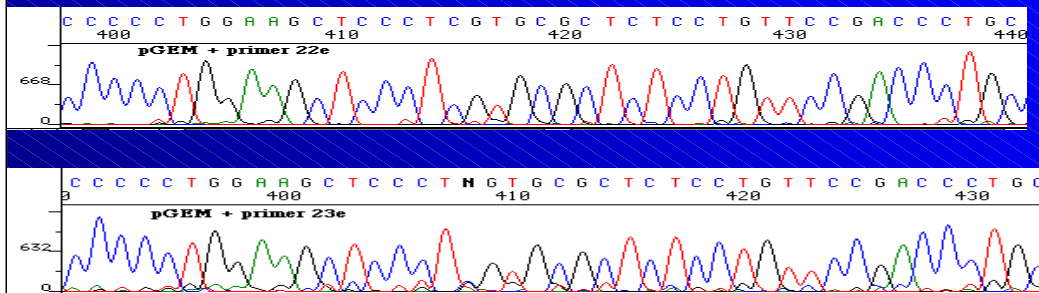 C C C C C T G G A A G C T C C C T C G T G C G C T C T C C T G T T C C G A C C C T G C
400 410 420 430 440
pGEM + primer 22e
668
0
C C C C C T G G A A G C T C C C T N G T G C G C T C T C C T G T T C C G A C C C T G C
0 400 410 420 430
pGEM + primer 23e
632
0